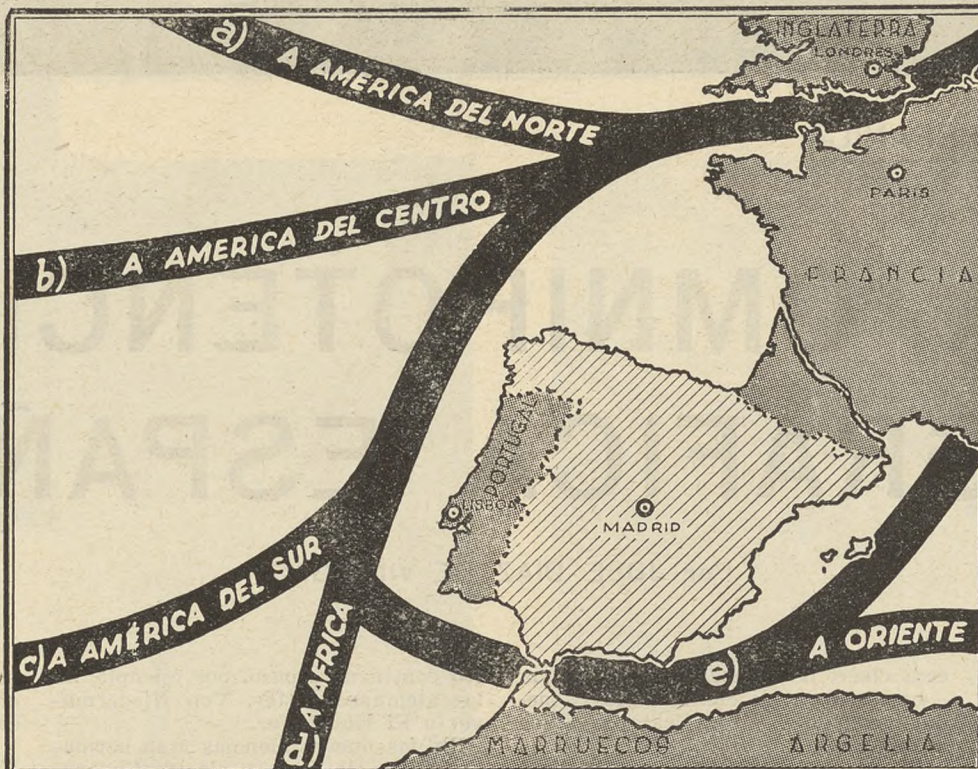 INGLATERRA
LONDRES
a) A AMERICA DEL NORTE
PARIS
b) A AMERICA DEL CENTRO
FRANCIA
PORTUGAL
LISBOA
MADRID
c) A AMÉRICA DEL SUR
d) A AFRICA
e) A ORIENTE
MARRUECOS
ARGELIA